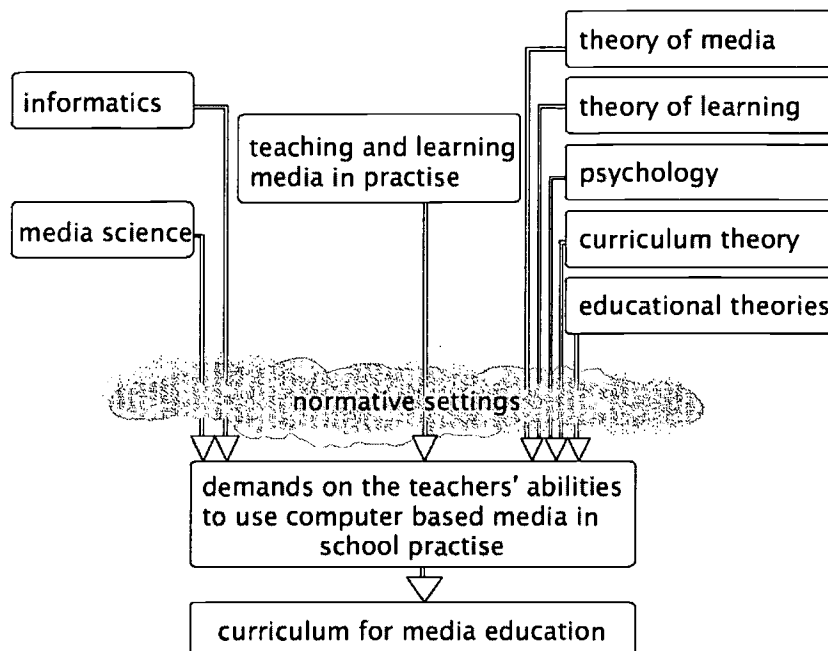 informatics
media science
teaching and learning
media in practise
theory of media
theory of learning
psychology
curriculum theory
educational theories
normative settings
demands on the teachers' abilities
to use computer based media in
school practise
curriculum for media education